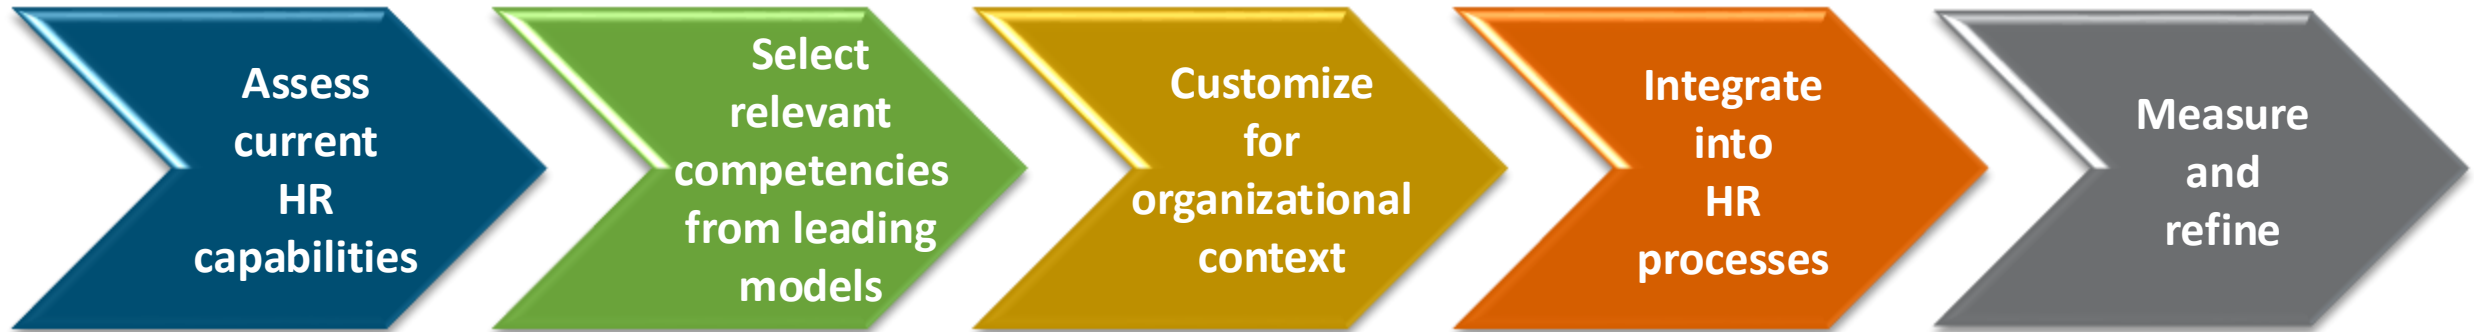 Assess
current
HR
capabilities
Select
relevant
competencies
from leading
models
Customize
for
organizational
context
Integrate
into
HR
processes
Measure
and
refine